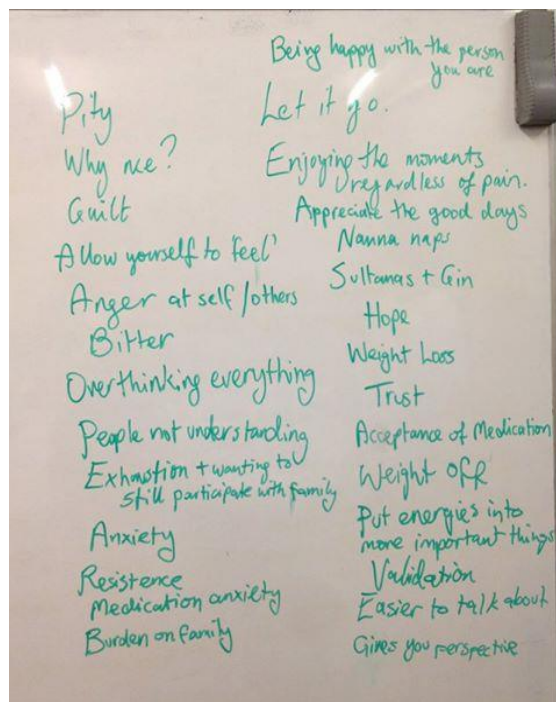 Pity
Why me?
Guilt
Allow yourself to 'feel'
Anger at self/others
Bitter
Overthinking everything
People not understanding
Exhaustion + wanting to
still participate with family
Anxiety
Resistence
Medication anxiety
Burden on family
Being happy with the person
you are
Let it go.
Enjoying the moments
regardless of pain.
Appreciate the good days
Nanna naps
Sultanas + Gin
Hope
Weight Loss
Trust
Acceptance of Medication
Weight off
Put energies into
more important things
Validation
Easier to talk about
Gives you perspective